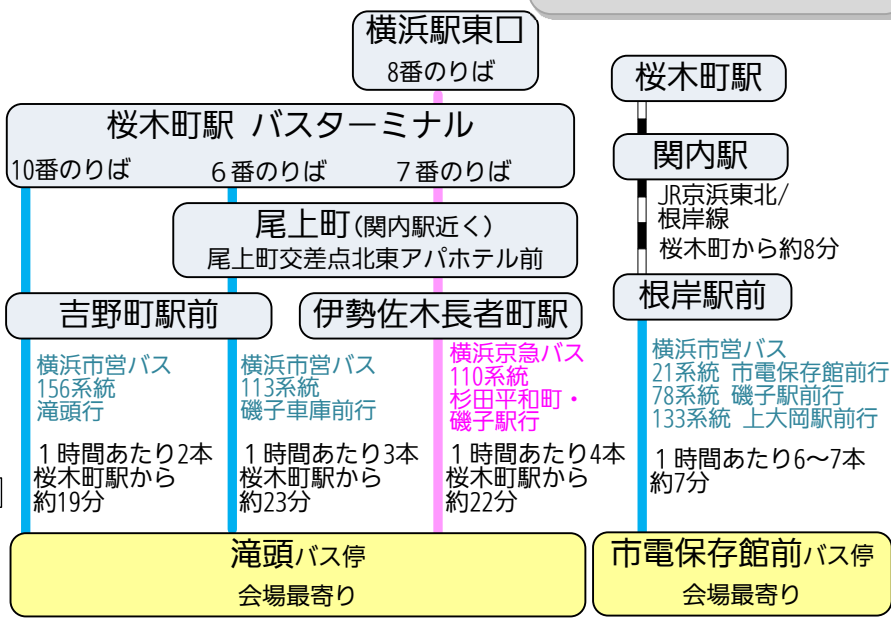 横浜駅東口
8番のりば
桜木町駅 バスターミナル
10番のりば
6番のりば
7番のりば
尾上町(関内駅近く)
尾上町交差点北東アパホテル前
吉野町駅前
伊勢佐木長者町駅
横浜市営バス
156系統
滝頭行
1時間あたり2本
桜木町駅から
約19分
横浜市営バス
113系統
磯子車庫前行
1時間あたり3本
桜木町駅から
約23分
横浜京急バス
110系統
杉田平和町・
磯子駅行
1時間あたり4本
桜木町駅から
約22分
滝頭バス停
会場最寄り
桜木町駅
関内駅
JR京浜東北/
根岸線
桜木町から約8分
根岸駅前
横浜市営バス
21系統 市電保存館前行
78系統 磯子駅前行
133系統 上大岡駅前行
1時間あたり6〜7本
約7分
市電保存館前バス停
会場最寄り